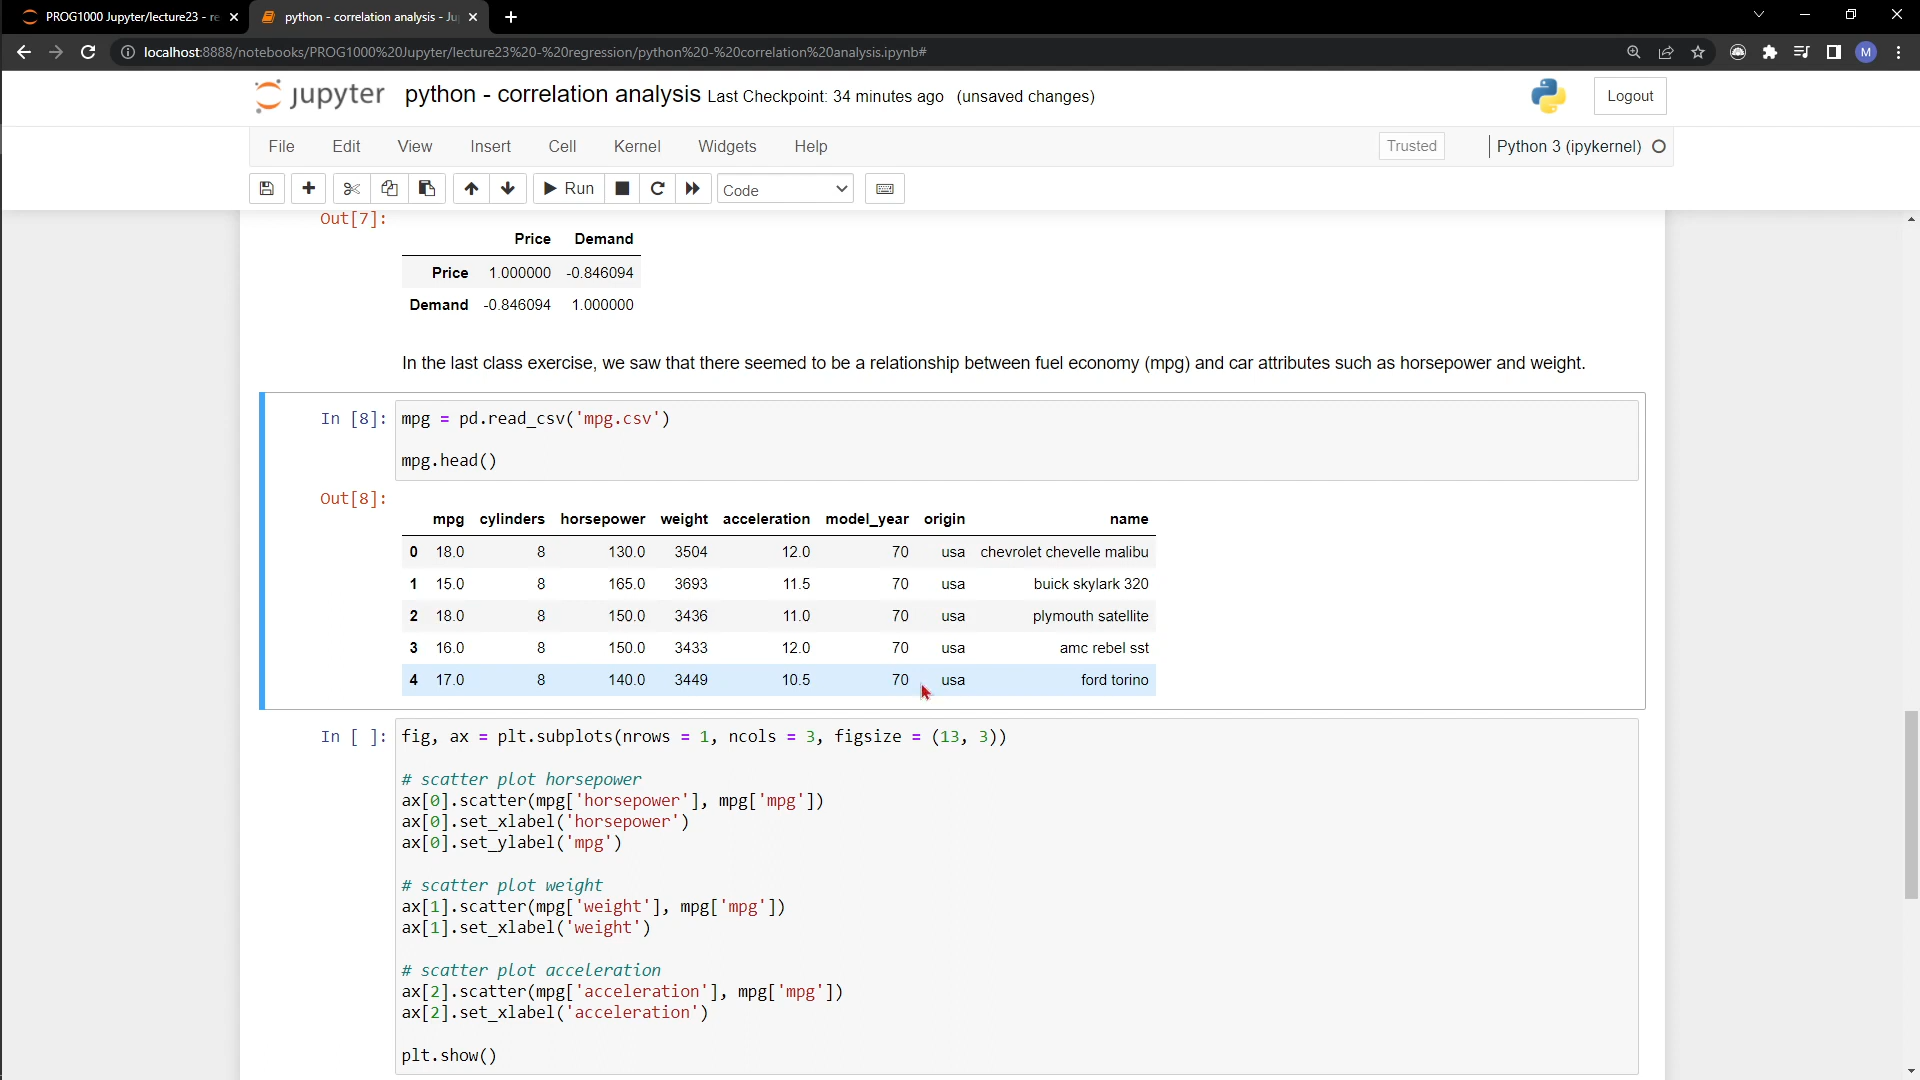 PROG1000 Jupyter/lecture23 - re
python - correlation analysis - Ju
localhost:8888/notebooks/PROG1000%20Jupyter/lecture23%20-%20regression/python%20-%20correlation%20analysis.ipynb#
M
jupyter python - correlation analysis Last Checkpoint: 34 minutes ago (unsaved changes)
Logout
File Edit View Insert Cell Kernel Widgets Help
Trusted
Python 3 (ipykernel)
Run
Code
Out[7]:
Price Demand
Price 1.000000 -0.846094
Demand -0.846094 1.000000
In the last class exercise, we saw that there seemed to be a relationship between fuel economy (mpg) and car attributes such as horsepower and weight.
In [8]: mpg = pd.read_csv('mpg.csv')
mpg.head()
Out[8]:
mpg cylinders horsepower weight acceleration model_year origin name
0 18.0 8 130.0 3504 12.0 70 usa chevrolet chevelle malibu
1 15.0 8 165.0 3693 11.5 70 usa buick skylark 320
2 18.0 8 150.0 3436 11.0 70 usa plymouth satellite
3 16.0 8 150.0 3433 12.0 70 usa amc rebel sst
4 17.0 8 140.0 3449 10.5 70 usa ford torino
In [ ]: fig, ax = plt.subplots(nrows = 1, ncols = 3, figsize = (13, 3))
# scatter plot horsepower
ax[0].scatter(mpg['horsepower'], mpg['mpg'])
ax[0].set_xlabel('horsepower')
ax[0].set_ylabel('mpg')
# scatter plot weight
ax[1].scatter(mpg['weight'], mpg['mpg'])
ax[1].set_xlabel('weight')
# scatter plot acceleration
ax[2].scatter(mpg['acceleration'], mpg['mpg'])
ax[2].set_xlabel('acceleration')
plt.show()